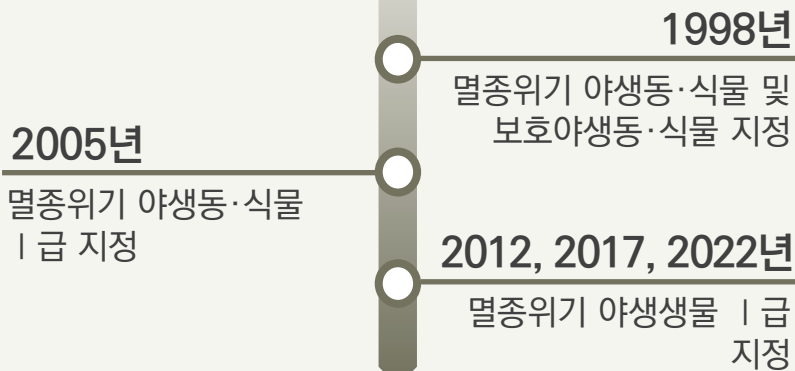 1998년
멸종위기 야생동·식물 및
보호야생동·식물 지정
2005년
멸종위기 야생동·식물
Ⅰ급 지정
2012, 2017, 2022년
멸종위기 야생생물 Ⅰ급
지정